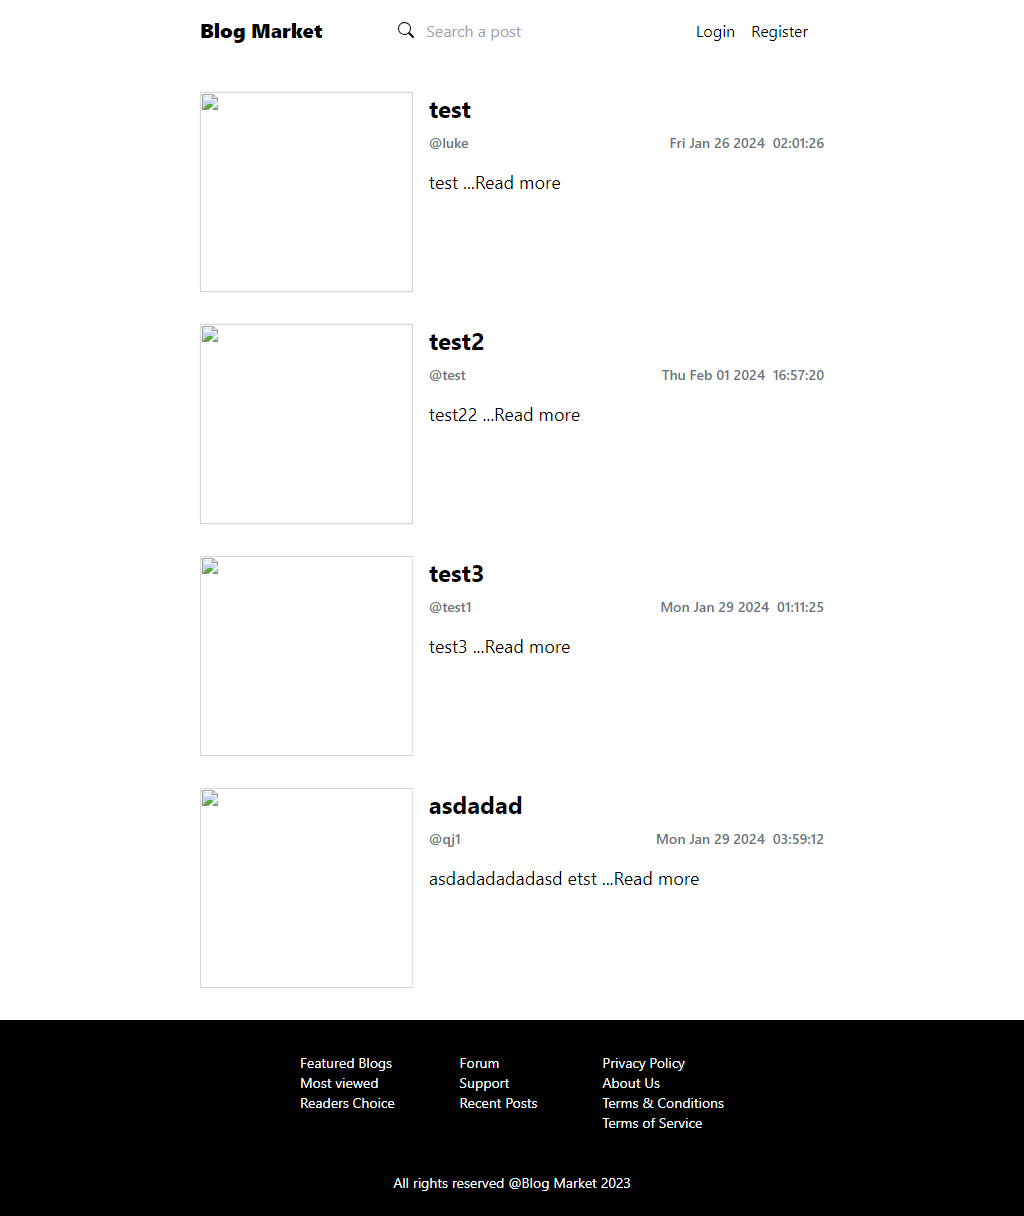 Blog Market Search a post Login Register
test
@luke Fri Jan 26 2024 02:01:26
test ...Read more
test2
@test Thu Feb 01 2024 16:57:20
test22 ...Read more
test3
@test1 Mon Jan 29 2024 01:11:25
test3 ...Read more
asdadad
@qj1 Mon Jan 29 2024 03:59:12
asdadadadadasd etst ...Read more
Featured Blogs
Most viewed
Readers Choice
Forum
Support
Recent Posts
Privacy Policy
About Us
Terms & Conditions
Terms of Service
All rights reserved @Blog Market 2023